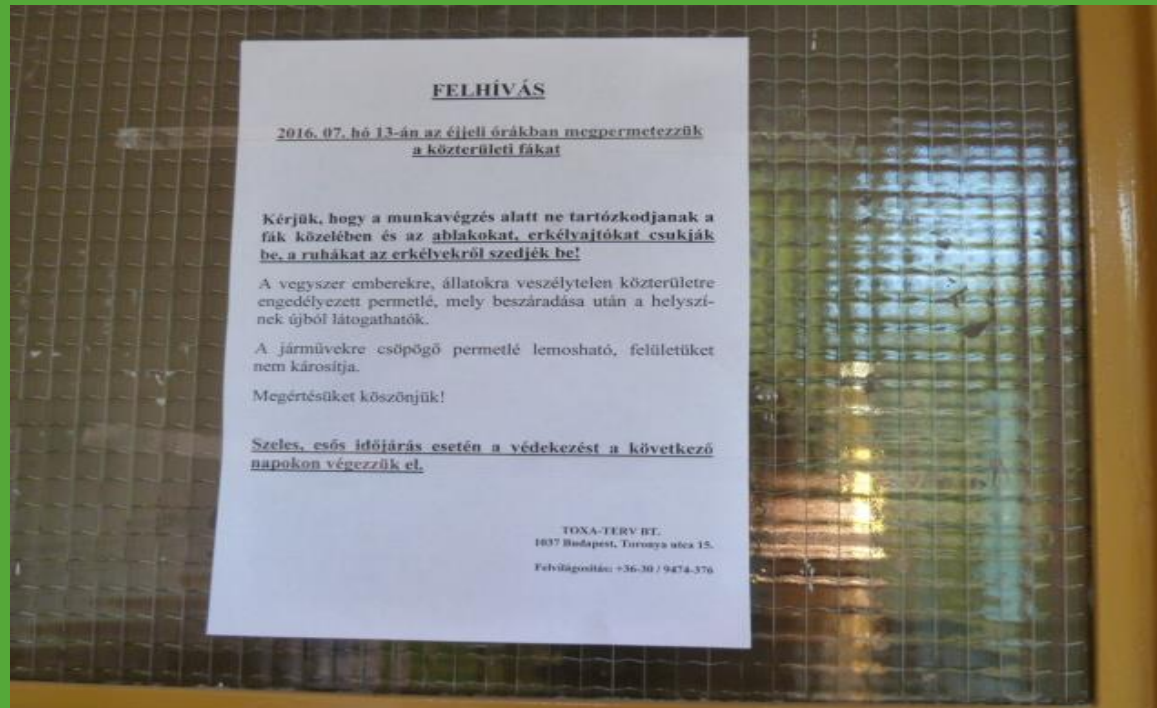 FELHÍVÁS
2016. 07. hó 13-án az éjjeli órákban megpermetezzük
a közterületi fákat
Kérjük, hogy a munkavégzés alatt ne tartózkodjanak a
fák közelében és az ablakokat, erkélyajtókat csukják
be, a ruhákat az erkélyekről szedjék be!
A vegyszer emberekre, állatokra veszélytelen közterületre
engedélyezett permetlé, mely beszáradása után a helyszí-
nek újból látogathatók.
A járművekre csöpögő permetlé lemosható, felületüket
nem károsítja.
Megértésüket köszönjük!
Szeles, esős időjárás esetén a védekezést a következő
napokon végezzük el.
TOXA-TERV BT.
1037 Budapest, Toronya utca 15.
Felvilágosítás: +36-30 / 9474-376